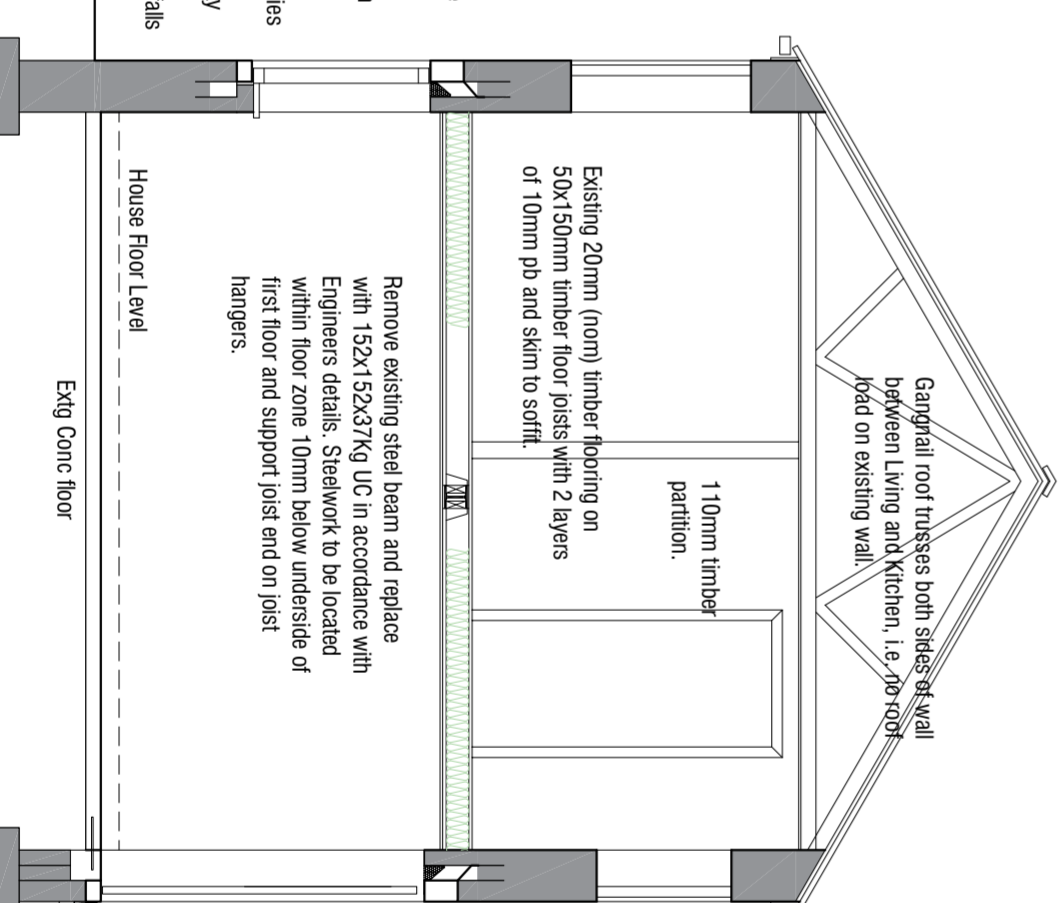 Gangnail roof trusses both sides of wall
between Living and Kitchen, i.e. no roof
load on existing wall.
110mm timber
partition.
Existing 20mm (nom) timber flooring on
50x150mm timber floor joists with 2 layers
of 10mm pb and skim to soffit.
Remove existing steel beam and replace
with 152x152x37Kg UC in accordance with
Engineers details. Steelwork to be located
within floor zone 10mm below underside of
first floor and support joist end on joist
hangers.
House Floor Level
Extg Conc floor